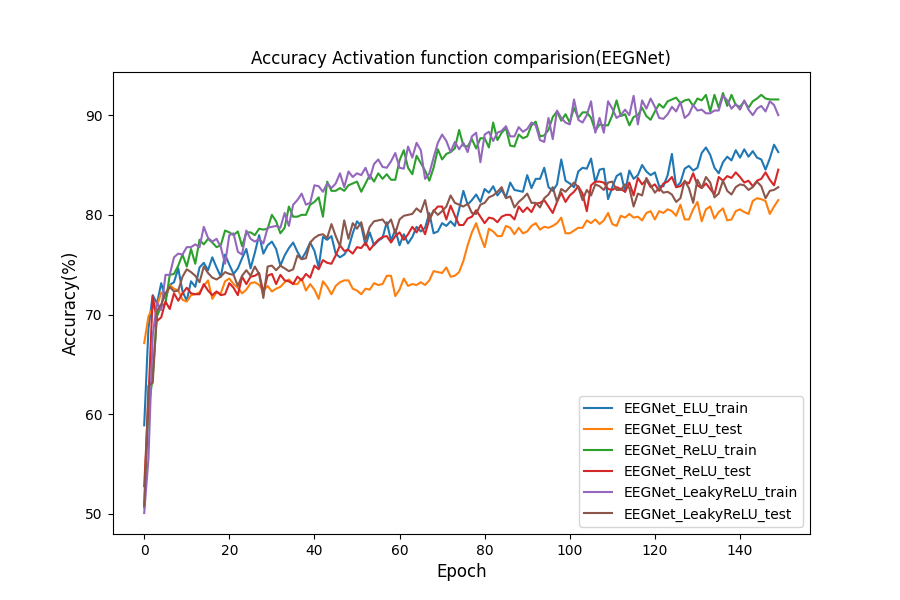 Accuracy Activation function comparision(EEGNet)
Accuracy(%)
90
80
70
60
50
0 20 40 60 80 100 120 140
Epoch
EEGNet_ELU_train
EEGNet_ELU_test
EEGNet_ReLU_train
EEGNet_ReLU_test
EEGNet_LeakyReLU_train
EEGNet_LeakyReLU_test